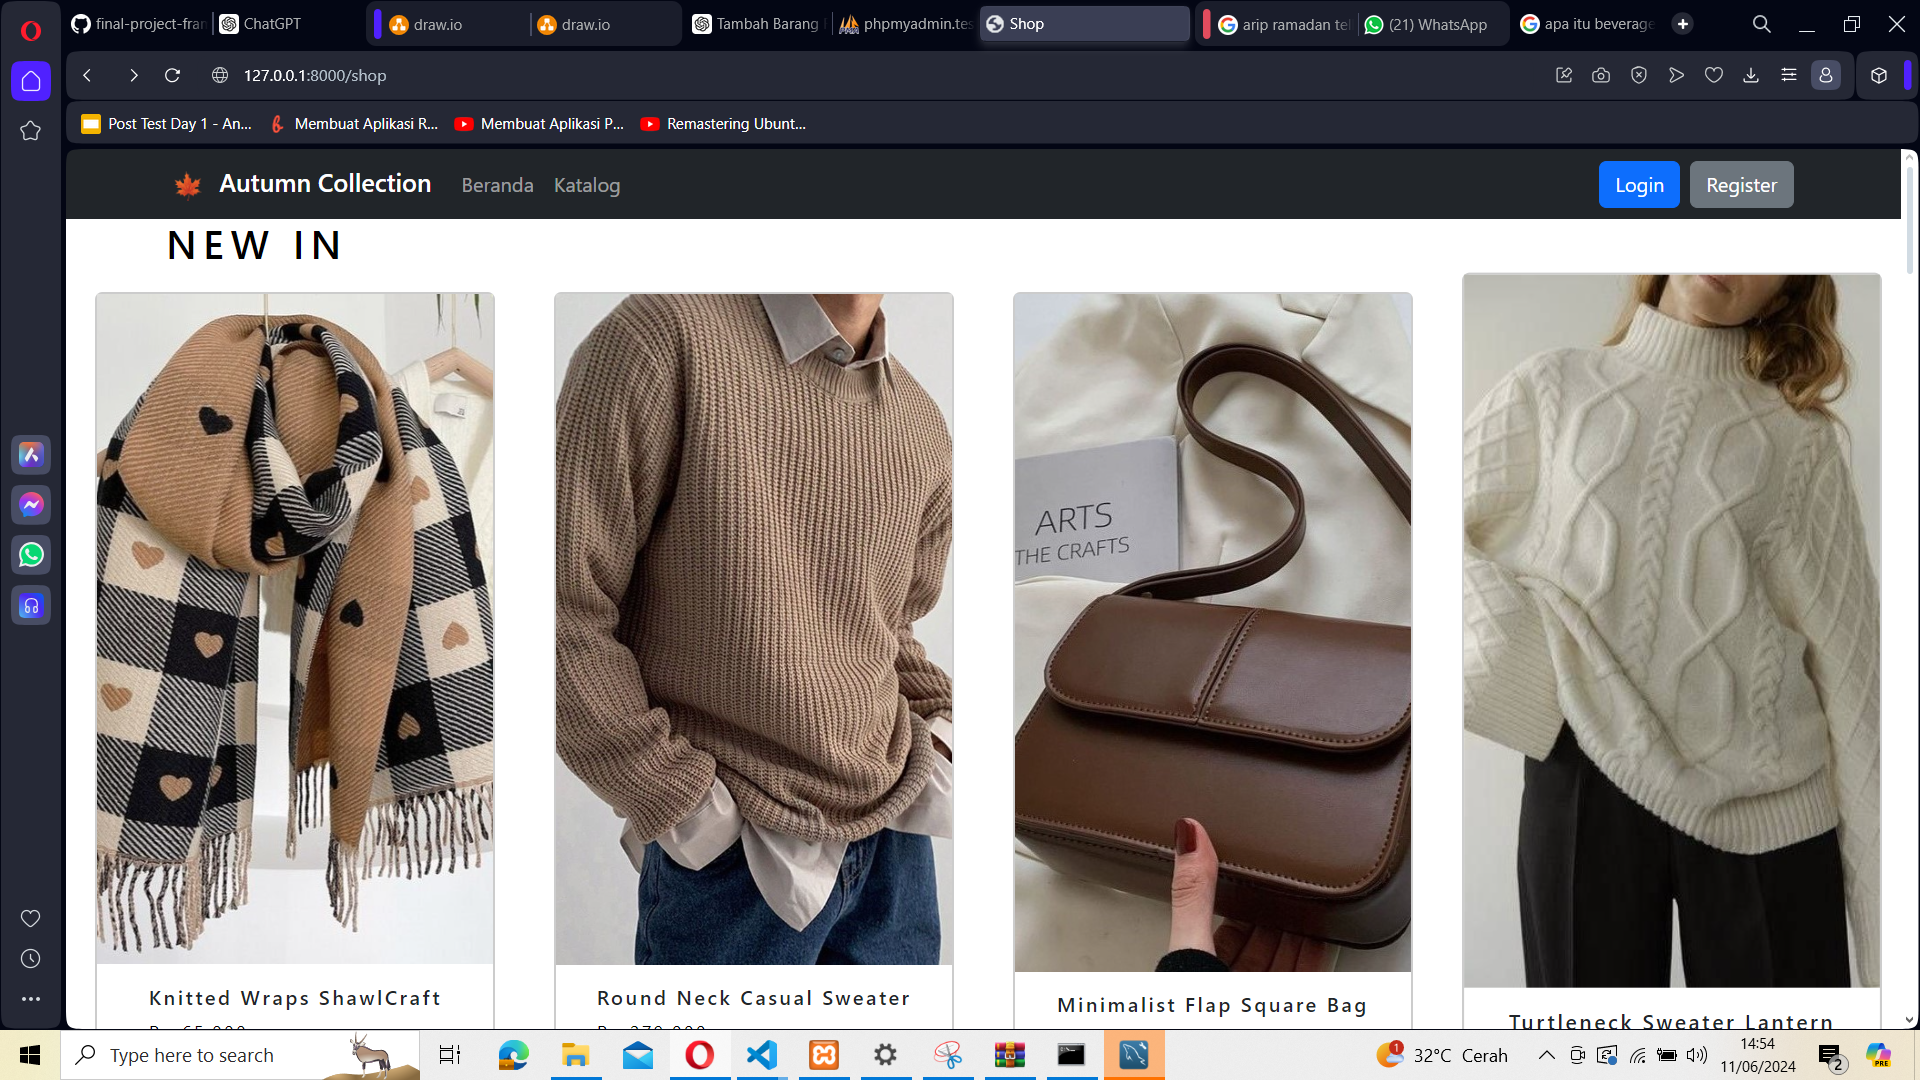 final-project-fran
ChatGPT
draw.io
draw.io
Tambah Barang
phpmyadmin.tes
Shop
arip ramadan tel
(21) WhatsApp
apa itu beverage
127.0.0.1:8000/shop
Post Test Day 1 - An...
Membuat Aplikasi R...
Membuat Aplikasi P...
Remastering Ubunt...
Autumn Collection
Beranda
Katalog
Login
Register
NEW IN
ARTS
THE CRAFTS
Knitted Wraps ShawlCraft
Round Neck Casual Sweater
Minimalist Flap Square Bag
Turtleneck Sweater Lantern
Type here to search
1
32°C Cerah
14:54
11/06/2024
2
PRE